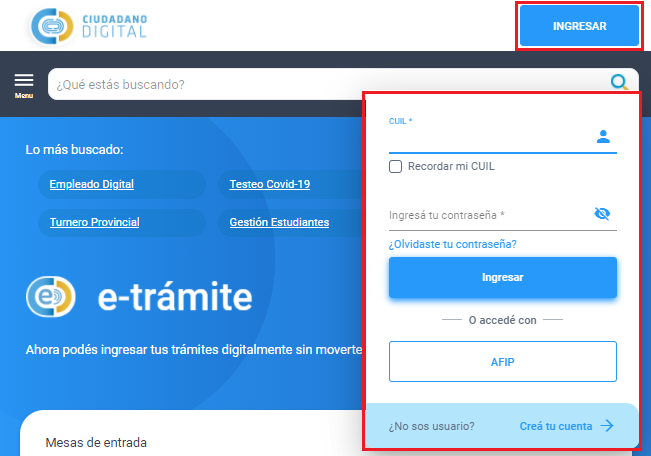 CIUDADANO
DIGITAL
INGRESAR
Menu
¿Qué estás buscando?
Lo más buscado:
Empleado Digital
Testeo Covid-19
Turnero Provincial
Gestión Estudiantes
e-trámite
Ahora podés ingresar tus trámites digitalmente sin moverte
Mesas de entrada
CUIL *
Recordar mi CUIL
Ingresá tu contraseña *
¿Olvidaste tu contraseña?
Ingresar
O accedé con
AFIP
¿No sos usuario? Creá tu cuenta